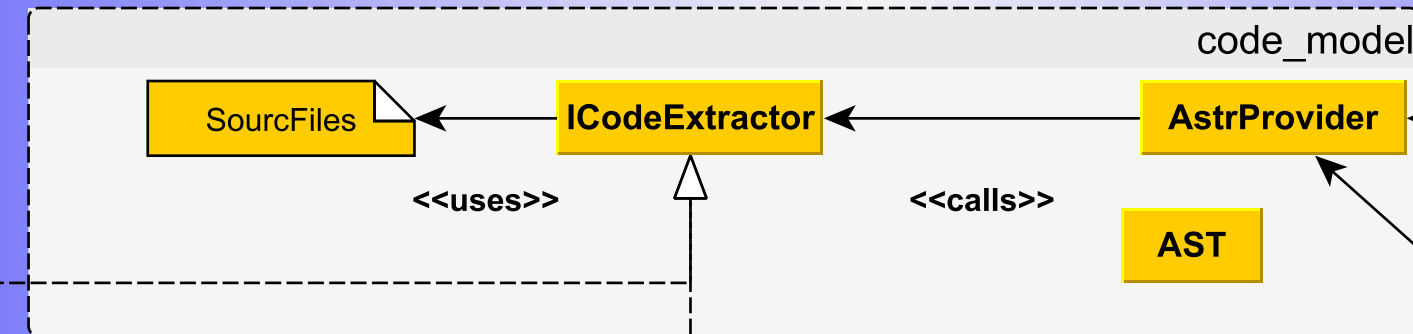 code_model
SourcFiles
ICodeExtractor
AstrProvider
<<uses>>
<<calls>>
AST